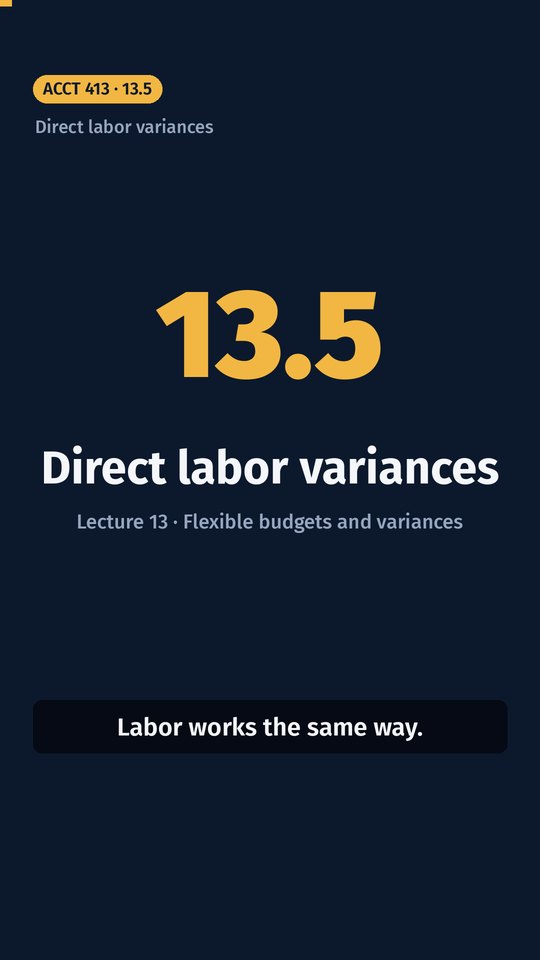 ACCT 413 · 13.5
Direct labor variances
13.5
Direct labor variances
Lecture 13 · Flexible budgets and variances
Labor works the same way.